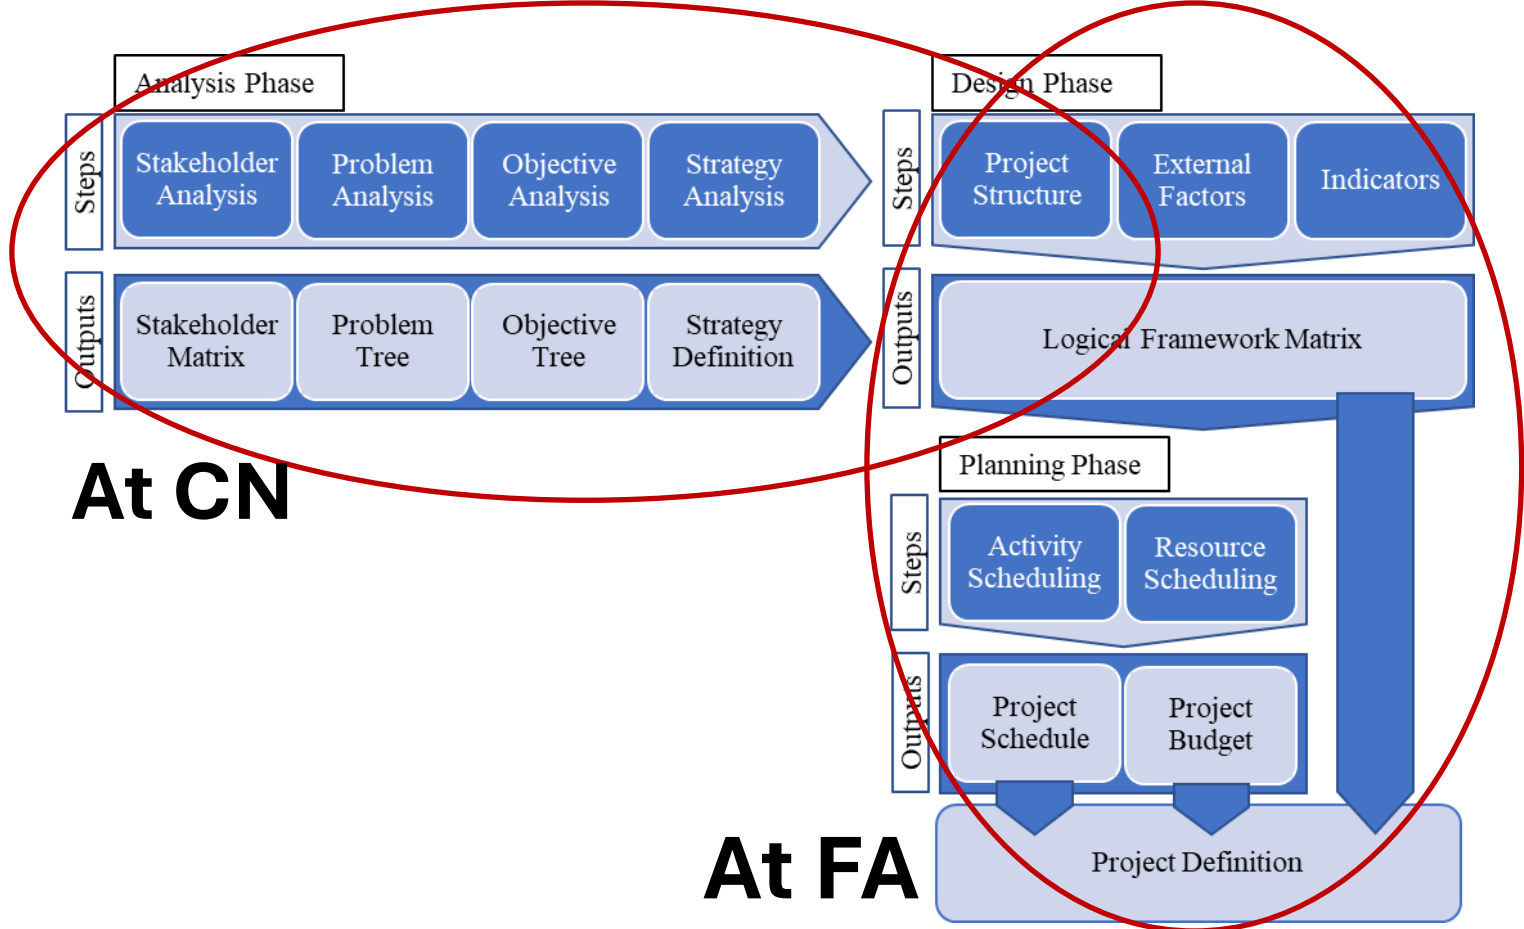 Analysis Phase
Steps
Stakeholder
Analysis
Problem
Analysis
Objective
Analysis
Strategy
Analysis
Outputs
Stakeholder
Matrix
Problem
Tree
Objective
Tree
Strategy
Definition
At CN
Design Phase
Steps
Project
Structure
External
Factors
Indicators
Outputs
Logical Framework Matrix
Planning Phase
Steps
Activity
Scheduling
Resource
Scheduling
Outputs
Project
Schedule
Project
Budget
At FA
Project Definition